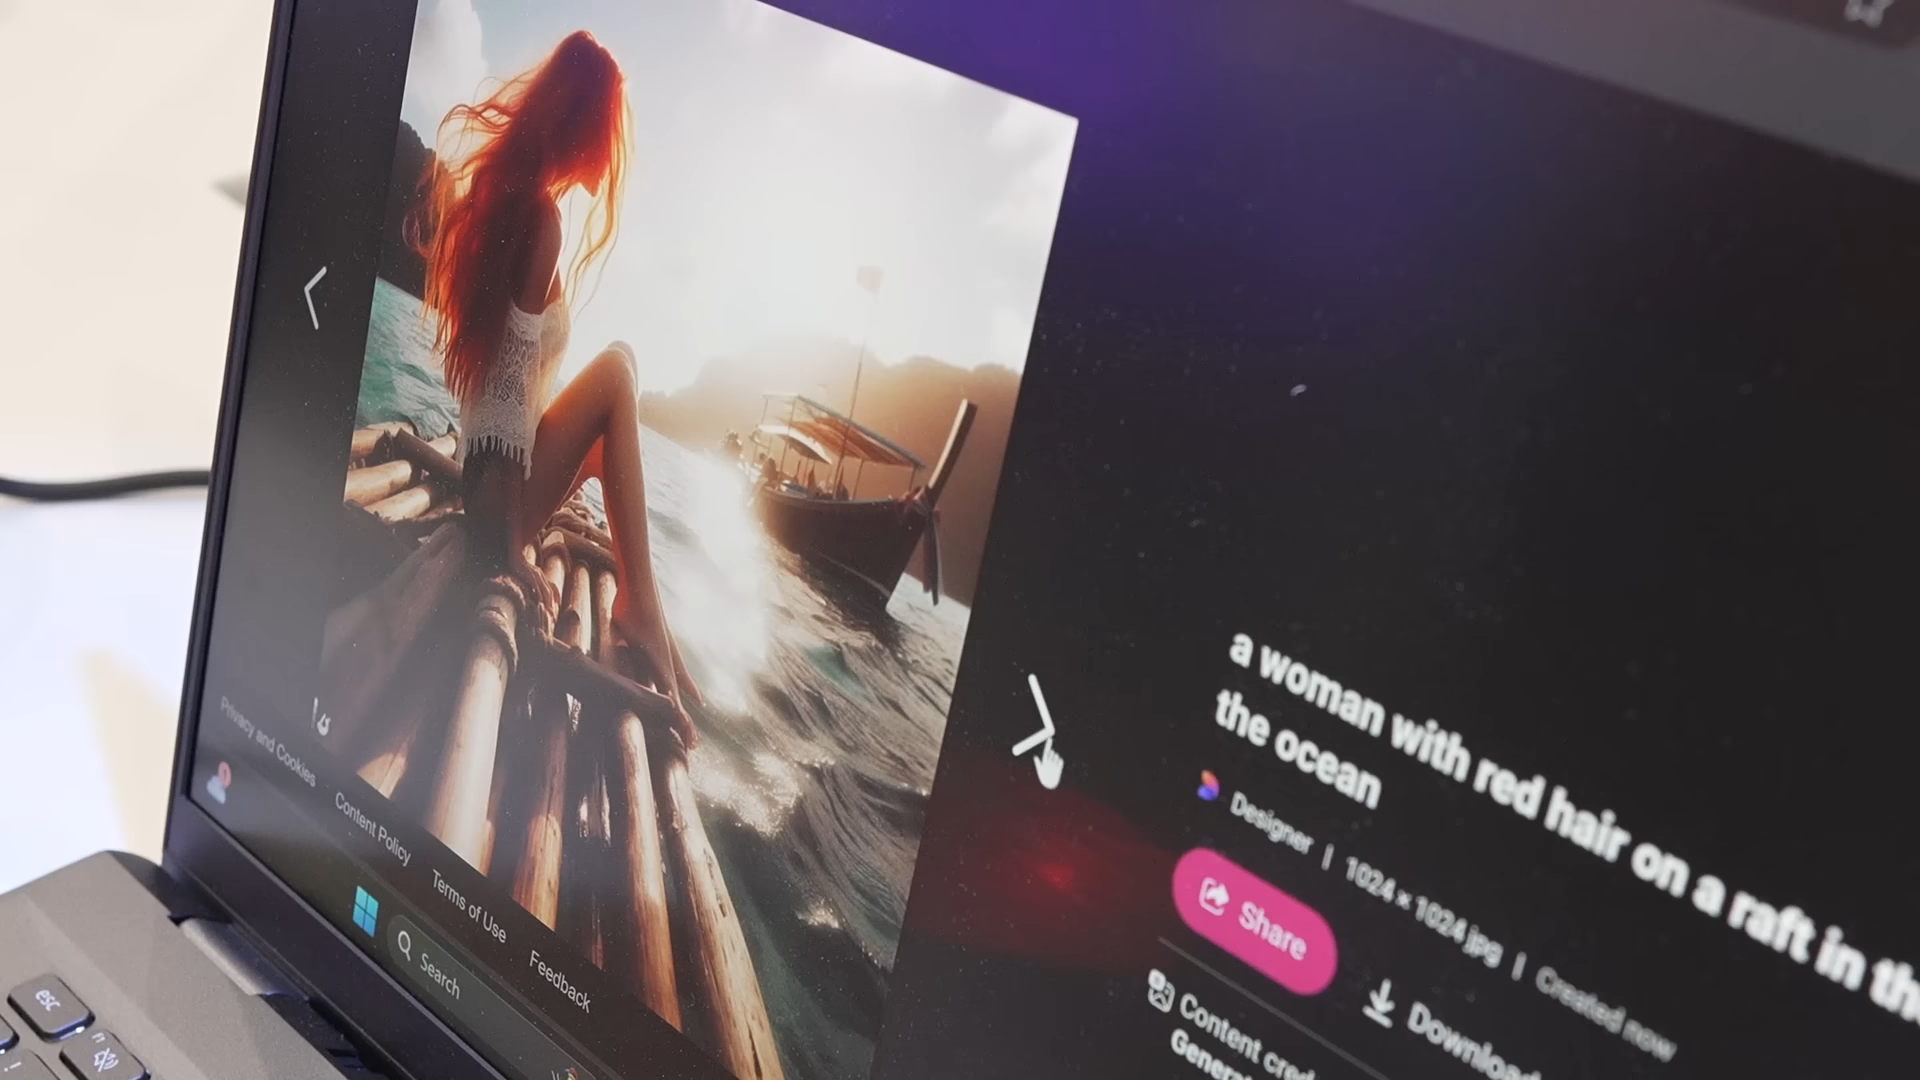 a woman with red hair on a raft in the
the ocean
Designer | 1024 × 1024 jpg | Created now
Share
Download
Content
Privacy and Cookies
Content Policy
Terms of Use
Feedback
Search
esc